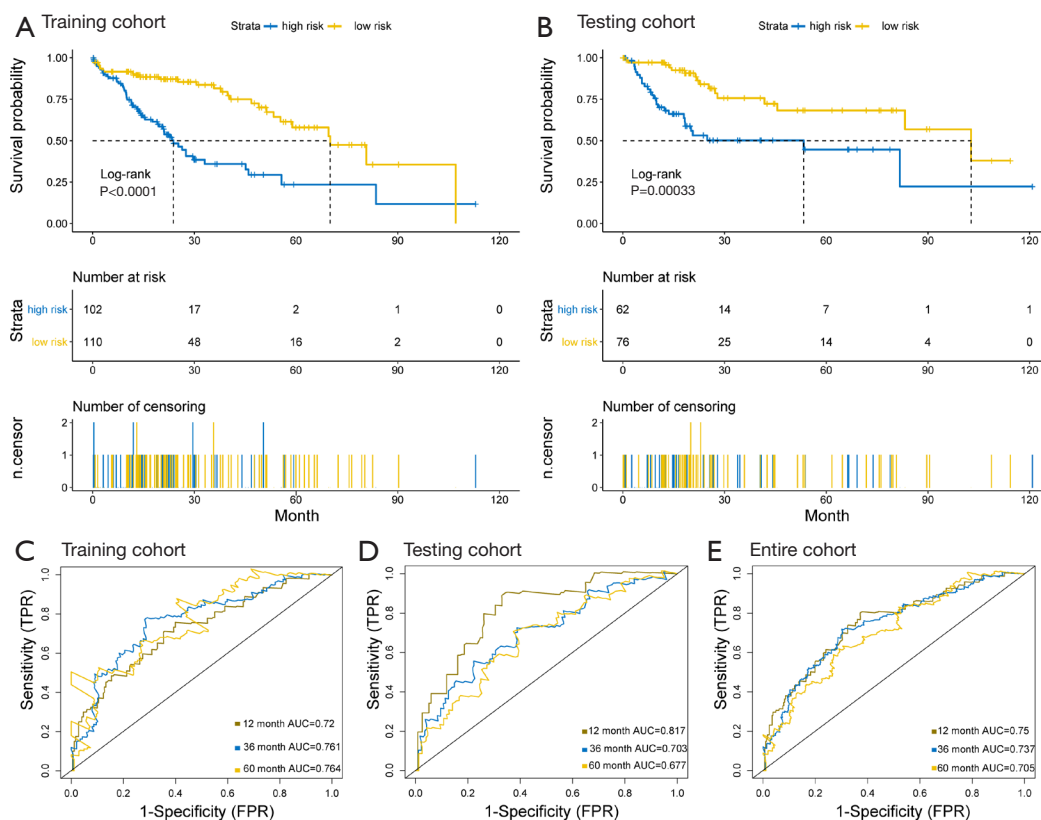 A Training cohort
Strata high risk low risk
Survival probability
1.00
0.75
0.50
0.25
0.00
Log-rank
P<0.0001
0 30 60 90 120
Number at risk
Strata
high risk 102 17 2 1 0
low risk 110 48 16 2 0
0 30 60 90 120
Number of censoring
n.censor
2
1
0
0 30 60 90 120
Month
B Testing cohort
Strata high risk low risk
Survival probability
1.00
0.75
0.50
0.25
0.00
Log-rank
P=0.00033
0 30 60 90 120
Number at risk
Strata
high risk 62 14 7 1 1
low risk 76 25 14 4 0
0 30 60 90 120
Number of censoring
n.censor
2
1
0
0 30 60 90 120
Month
C Training cohort
Sensitivity (TPR)
1.0
0.8
0.6
0.4
0.2
0.0
12 month AUC=0.72
36 month AUC=0.761
60 month AUC=0.764
0.0 0.2 0.4 0.6 0.8 1.0
1-Specificity (FPR)
D Testing cohort
Sensitivity (TPR)
1.0
0.8
0.6
0.4
0.2
0.0
12 month AUC=0.817
36 month AUC=0.703
60 month AUC=0.677
0.0 0.2 0.4 0.6 0.8 1.0
1-Specificity (FPR)
E Entire cohort
Sensitivity (TPR)
1.0
0.8
0.6
0.4
0.2
0.0
12 month AUC=0.75
36 month AUC=0.737
60 month AUC=0.705
0.0 0.2 0.4 0.6 0.8 1.0
1-Specificity (FPR)